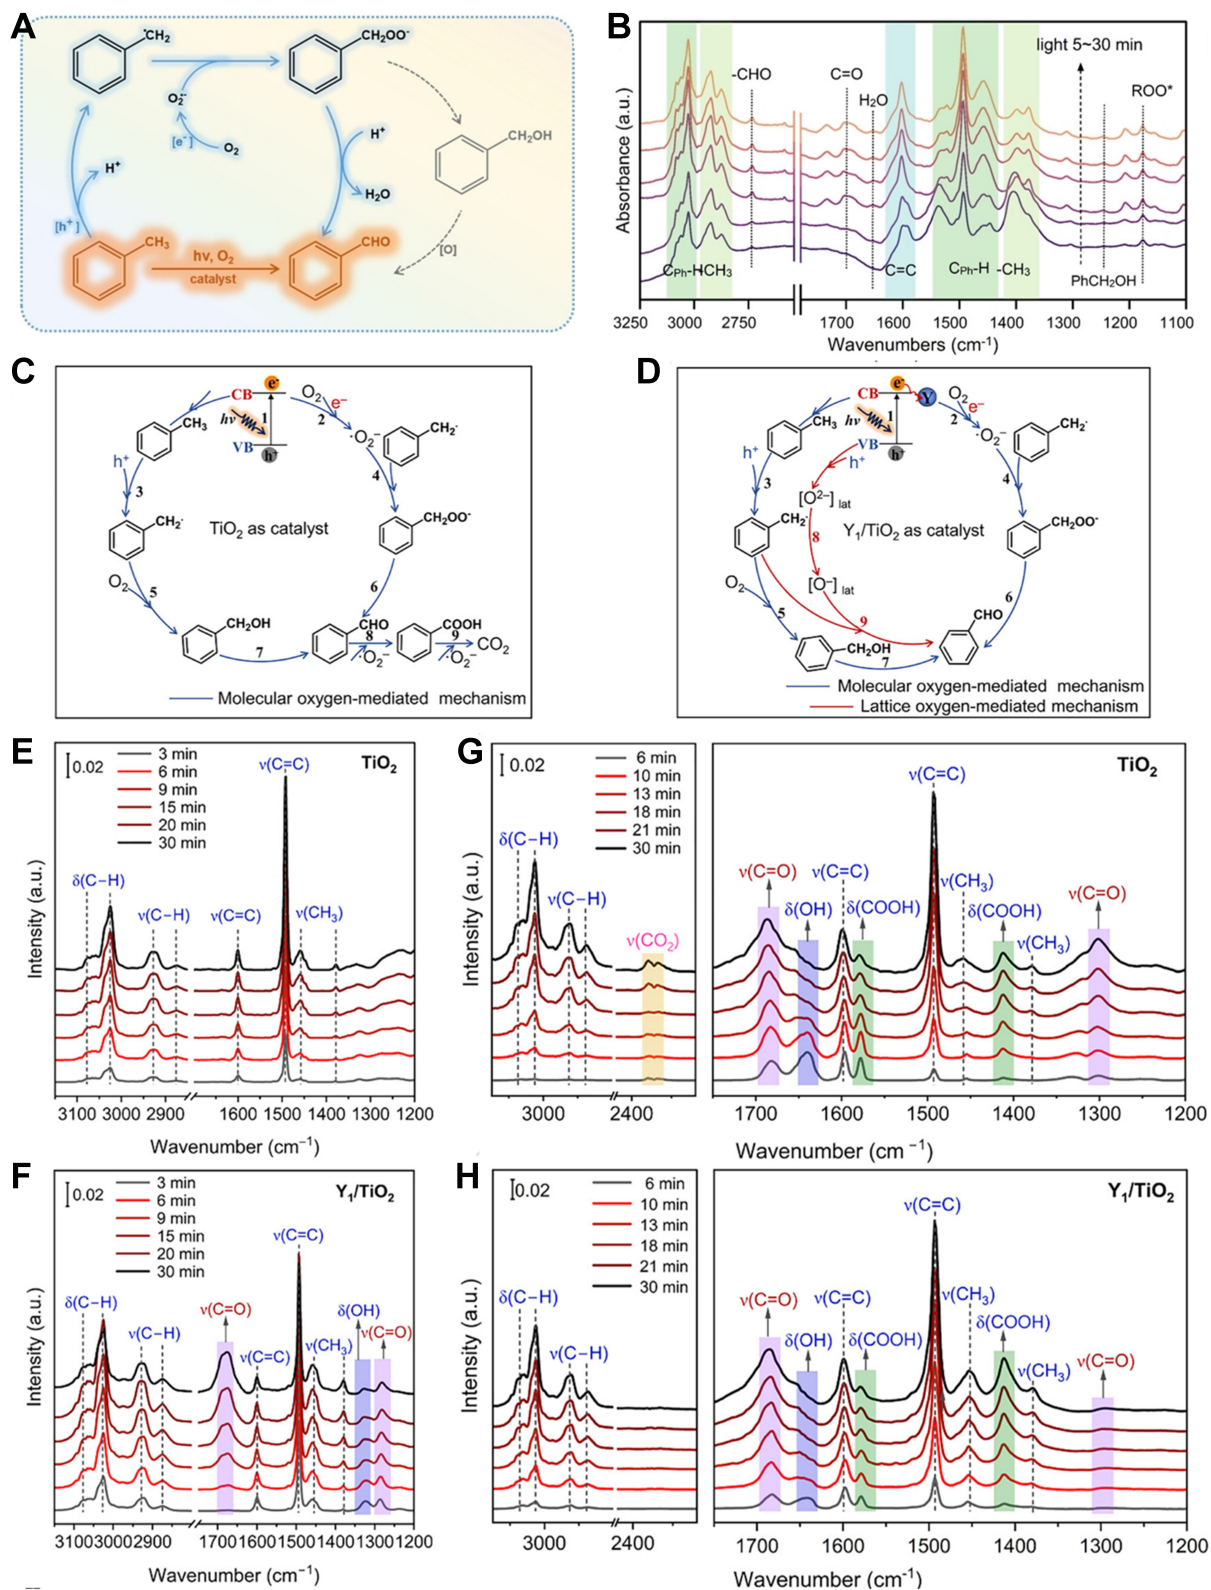 A
CH2
CH2OO-
O2·-
[e-]
O2
H+
[h+]
H+
H2O
CH2OH
[O]
CH3
hv, O2
catalyst
CHO
B
light 5~30 min
-CHO
C=O
H2O
ROO*
CPh-H
-CH3
C=C
CPh-H
-CH3
PhCH2OH
Absorbance (a.u.)
3250 3000 2750 1700 1600 1500 1400 1300 1200 1100
Wavenumbers (cm-1)
C
CB
e-
O2
e-
1
2
hν
VB
h+
CH3
h+
3
·O2−
CH2·
4
CH2·
TiO2 as catalyst
CH2OO-
O2
5
6
CH2OH
7
CHO
8
·O2−
COOH
9
·O2−
CO2
Molecular oxygen-mediated mechanism
D
CB
e-
Y
O2
e-
1
2
hν
VB
h+
h+
CH3
h+
3
·O2−
CH2·
4
[O2−] lat
CH2·
8
Y1/TiO2 as catalyst
CH2OO-
[O−] lat
O2
5
6
9
CHO
CH2OH
7
Molecular oxygen-mediated mechanism
Lattice oxygen-mediated mechanism
E
0.02
3 min
6 min
9 min
15 min
20 min
30 min
TiO2
ν(C=C)
δ(C−H)
ν(C−H)
ν(C=C)
ν(CH3)
Intensity (a.u.)
3100 3000 2900 1600 1500 1400 1300 1200
Wavenumber (cm−1)
G
0.02
6 min
10 min
13 min
18 min
21 min
30 min
TiO2
ν(C=C)
δ(C−H)
ν(C−H)
ν(CO2)
ν(C=O)
ν(C=C)
δ(OH)
δ(COOH)
ν(CH3)
δ(COOH)
ν(CH3)
ν(C=O)
Intensity (a.u.)
3000 2400 1700 1600 1500 1400 1300 1200
Wavenumber (cm−1)
F
0.02
3 min
6 min
9 min
15 min
20 min
30 min
Y1/TiO2
ν(C=C)
δ(C−H)
ν(C−H)
ν(C=O)
ν(C=C)
ν(CH3)
δ(OH)
ν(C=O)
Intensity (a.u.)
3100 3000 2900 1700 1600 1500 1400 1300 1200
Wavenumber (cm−1)
H
0.02
6 min
10 min
13 min
18 min
21 min
30 min
Y1/TiO2
ν(C=C)
δ(C−H)
ν(C−H)
ν(C=O)
ν(C=C)
δ(OH)
δ(COOH)
ν(CH3)
δ(COOH)
ν(CH3)
ν(C=O)
Intensity (a.u.)
3000 2400 1700 1600 1500 1400 1300 1200
Wavenumber (cm−1)